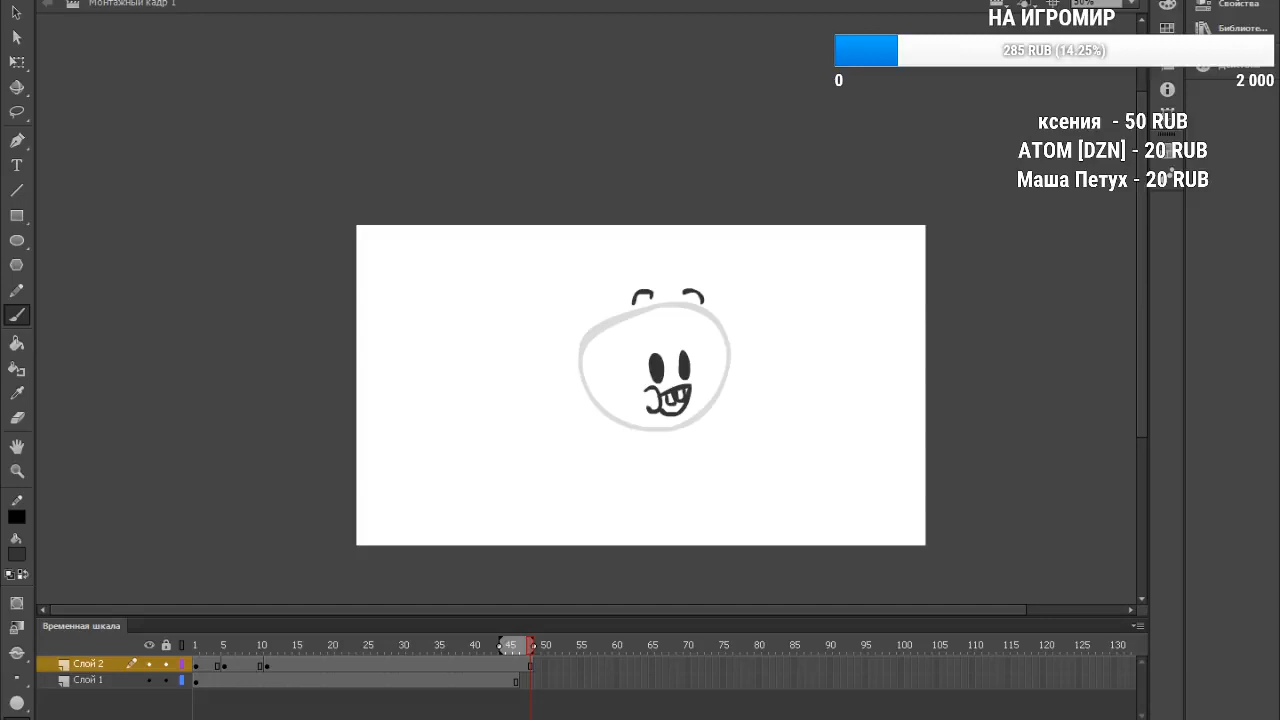 Монтажный кадр 1
50%
Свойства
Библиоте...
НА ИГРОМИР
285 RUB (14.25%)
0
2 000
ксения - 50 RUB
ATOM [DZN] - 20 RUB
Маша Петух - 20 RUB
T
Временная шкала
1 5 10 15 20 25 30 35 40 45 50 55 60 65 70 75 80 85 90 95 100 105 110 115 120 125 130
Слой 2
Слой 1